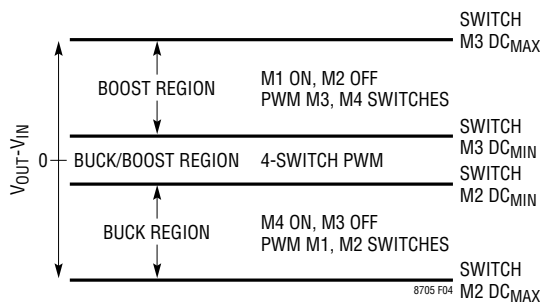 SWITCH
M3 DCMAX
BOOST REGION
M1 ON, M2 OFF
PWM M3, M4 SWITCHES
SWITCH
M3 DCMIN
VOUT-VIN
0
BUCK/BOOST REGION
4-SWITCH PWM
SWITCH
M2 DCMIN
BUCK REGION
M4 ON, M3 OFF
PWM M1, M2 SWITCHES
SWITCH
M2 DCMAX
8705 F04